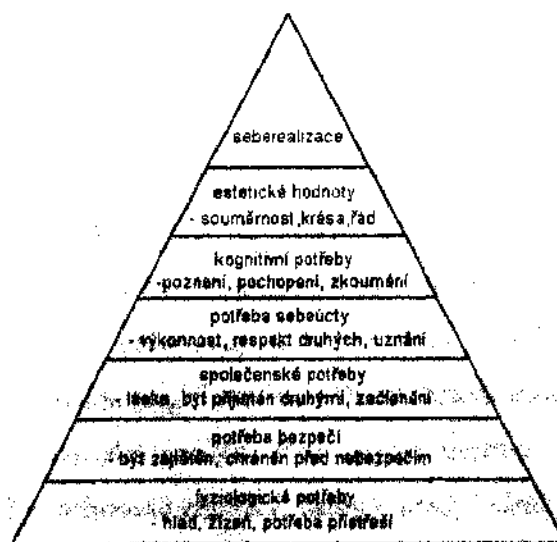 seberealizace
estetické hodnoty
- souměrnost,krása,řád
kognitivní potřeby
-poznání, pochopení, zkoumání
potřeba sebeúcty
- výkonnost, respekt druhých, uznání
společenské potřeby
- láska, být přijímán druhými, začlenění
potřeba bezpečí
- být zajištěn, chráněn před nebezpečím
fyziologické potřeby
- hlad, žízeň, potřeba přístřeší